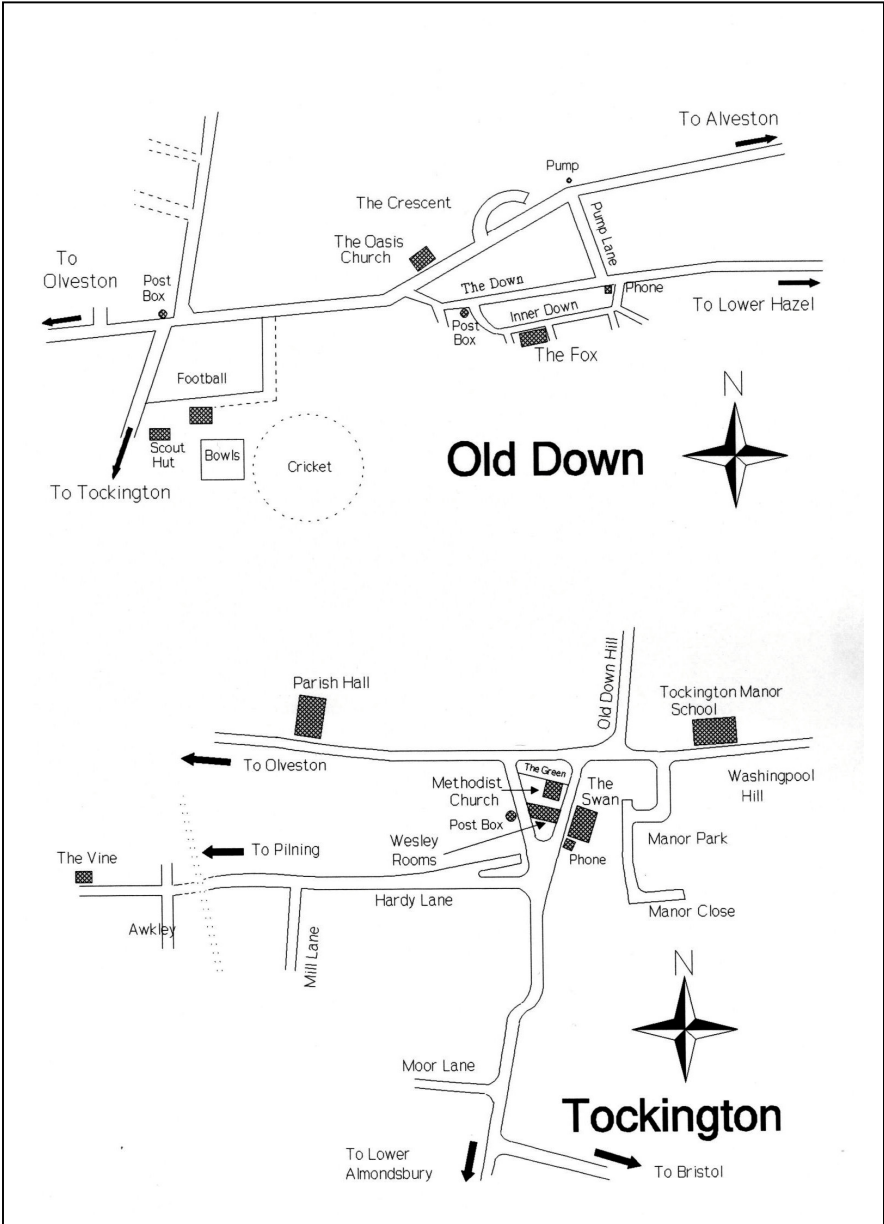 To Alveston
Pump
The Crescent
Pump Lane
The Oasis
Church
To
Olveston
Post
Box
The Down
Phone
Inner Down
To Lower Hazel
Post
Box
The Fox
Football
N
Scout
Hut
Bowls
Cricket
Old Down
To Tockington
Old Down Hill
Parish Hall
Tockington Manor
School
To Olveston
The Green
Washingpool
Hill
Methodist
Church
The
Swan
Post Box
Wesley
Rooms
Manor Park
To Pilning
Phone
The Vine
Hardy Lane
Manor Close
Awkley
Mill Lane
N
Moor Lane
Tockington
To Lower
Almondsbury
To Bristol